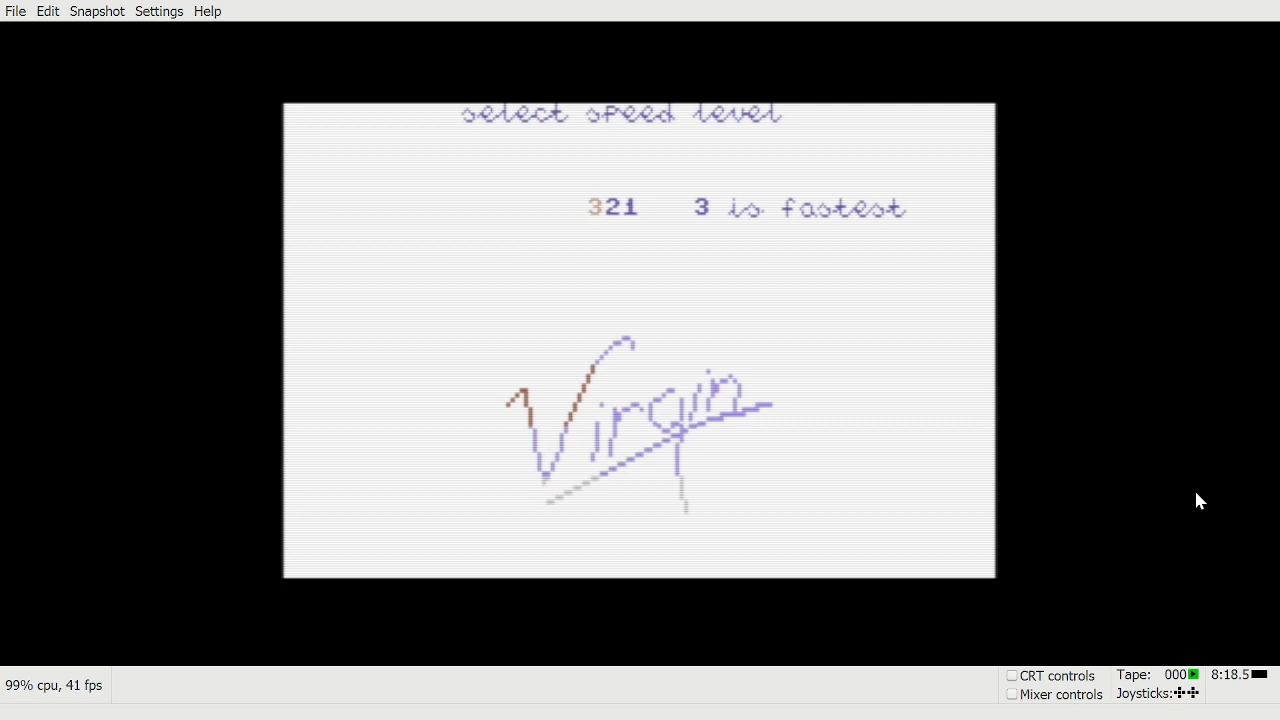 File Edit Snapshot Settings Help
select speed level
321 3 is fastest
Virgin
99% cpu, 41 fps
CRT controls
Mixer controls
Tape: 000
Joysticks:
8:18.5